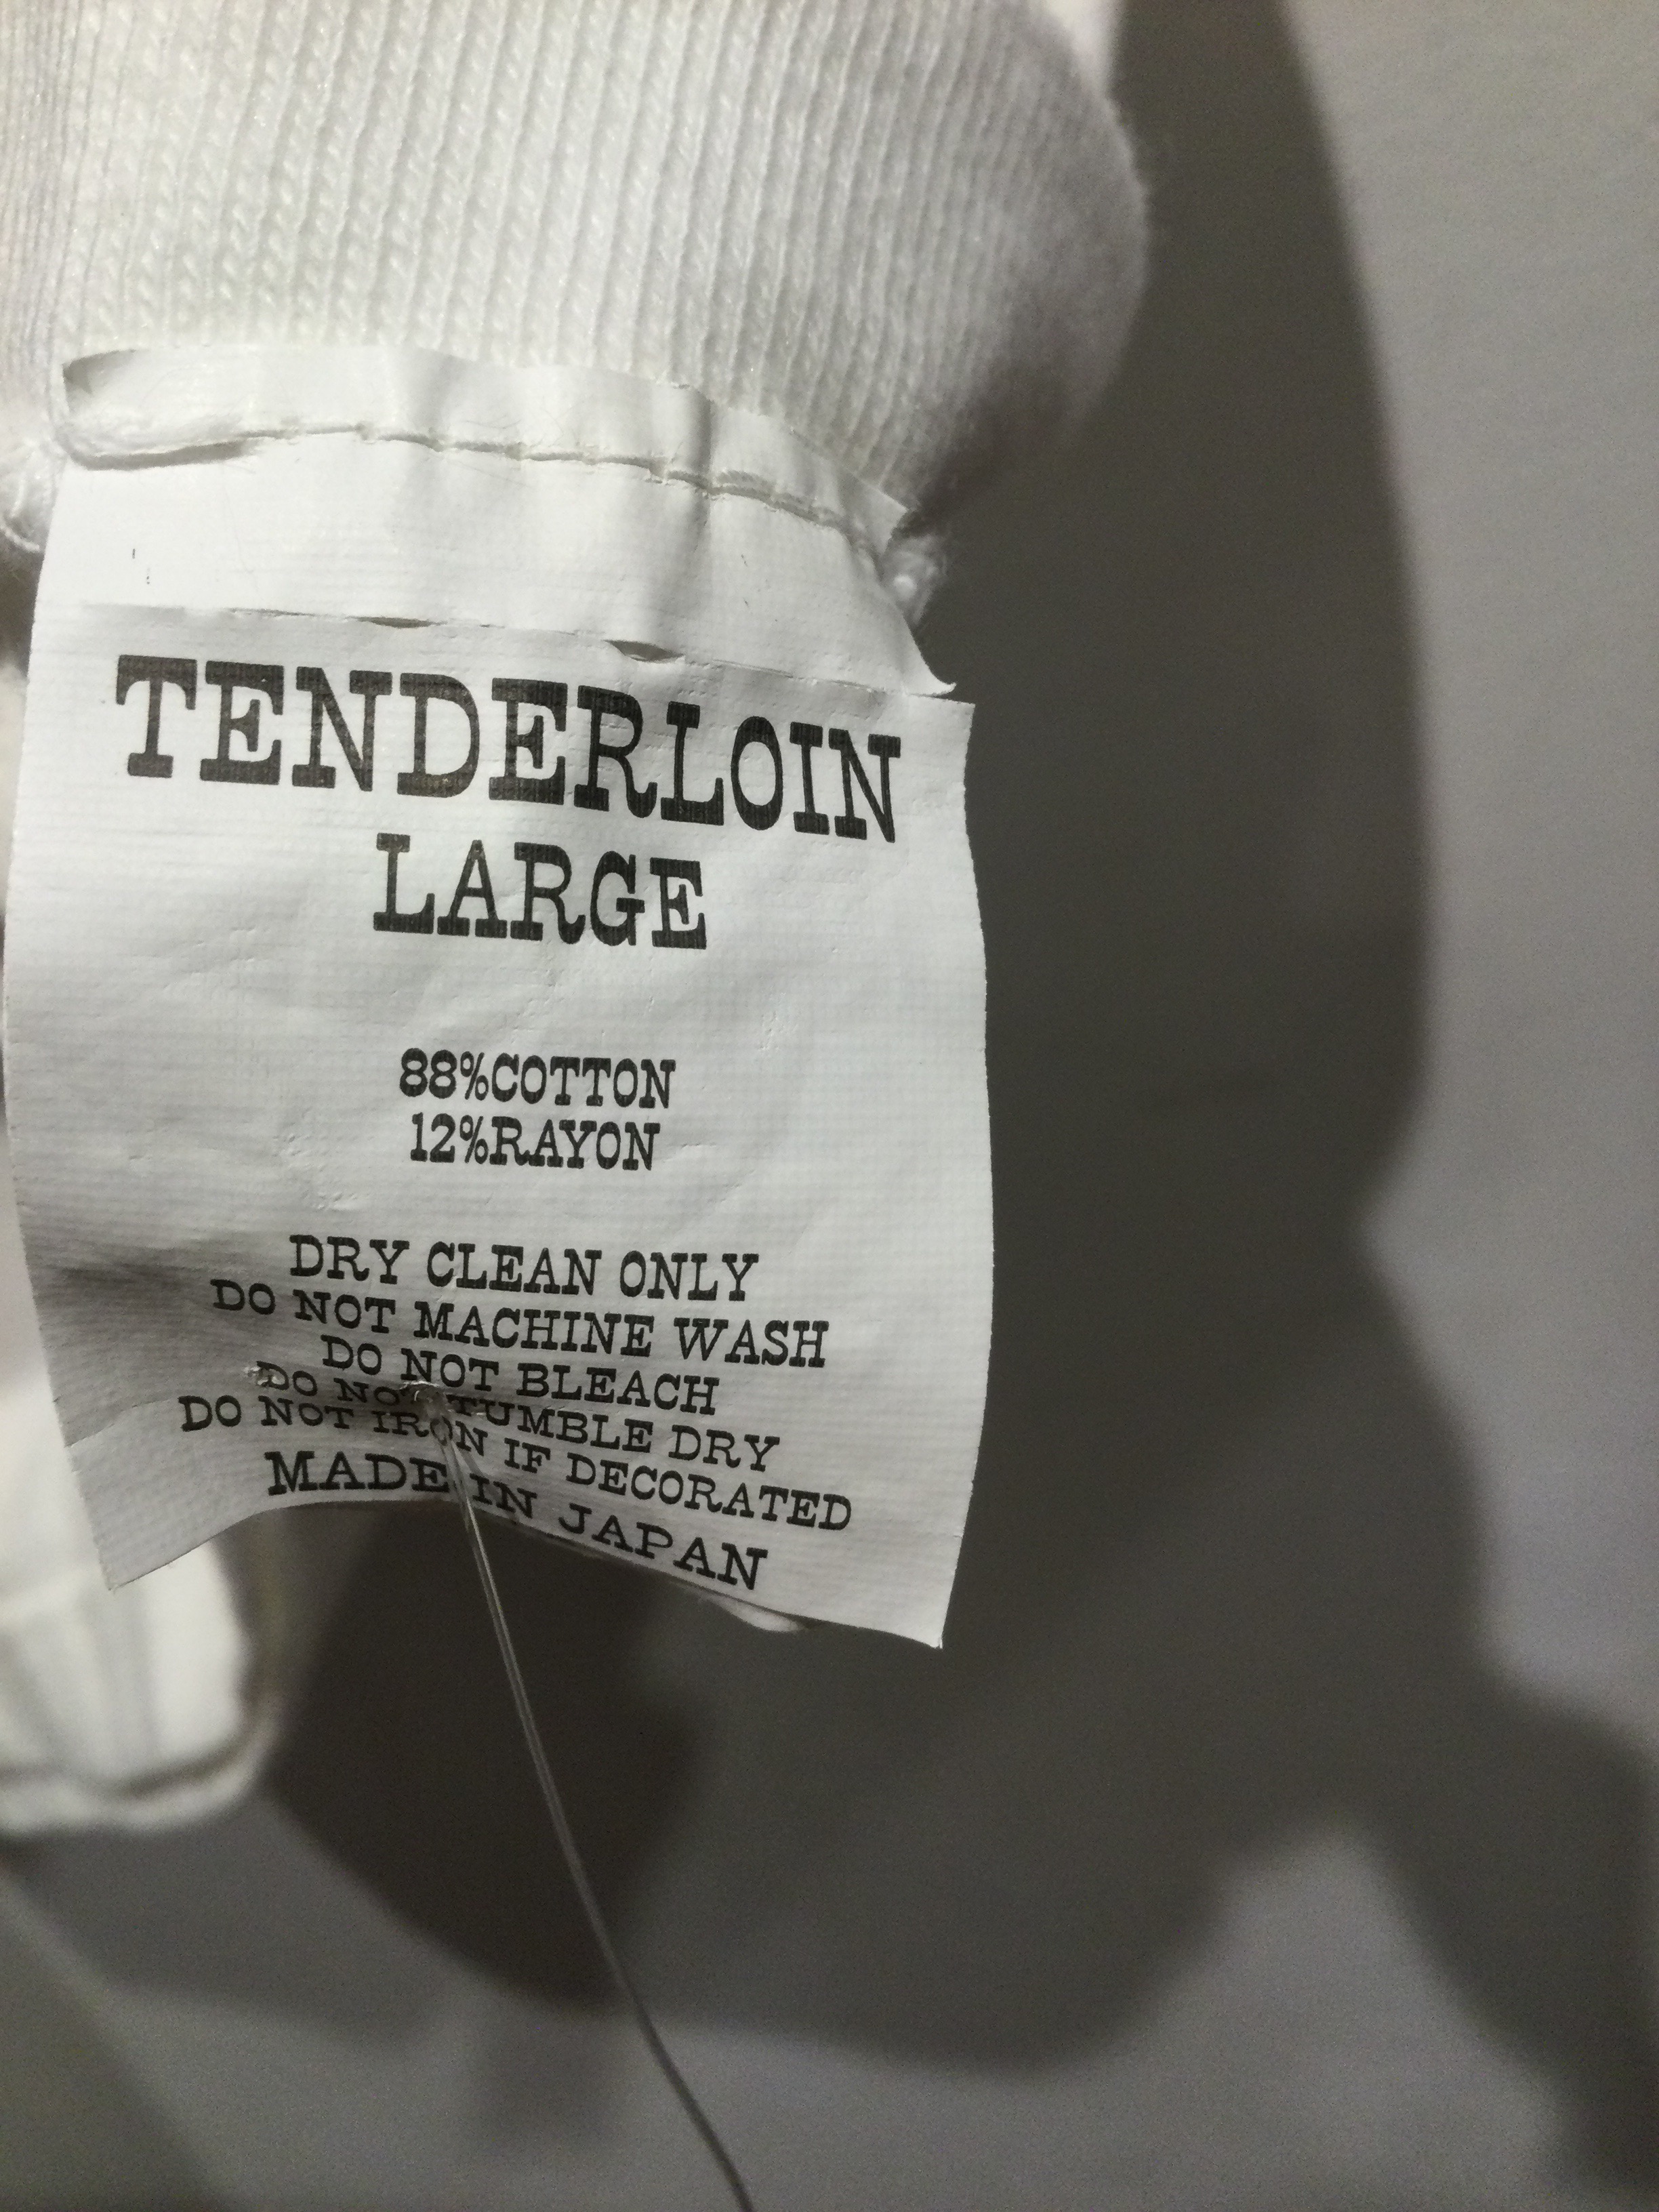 TENDERLOIN
LARGE
88%COTTON
12%RAYON
DRY CLEAN ONLY
DO NOT MACHINE WASH
DO NOT BLEACH
DO NOT TUMBLE DRY
DO NOT IRON IF DECORATED
MADE IN JAPAN